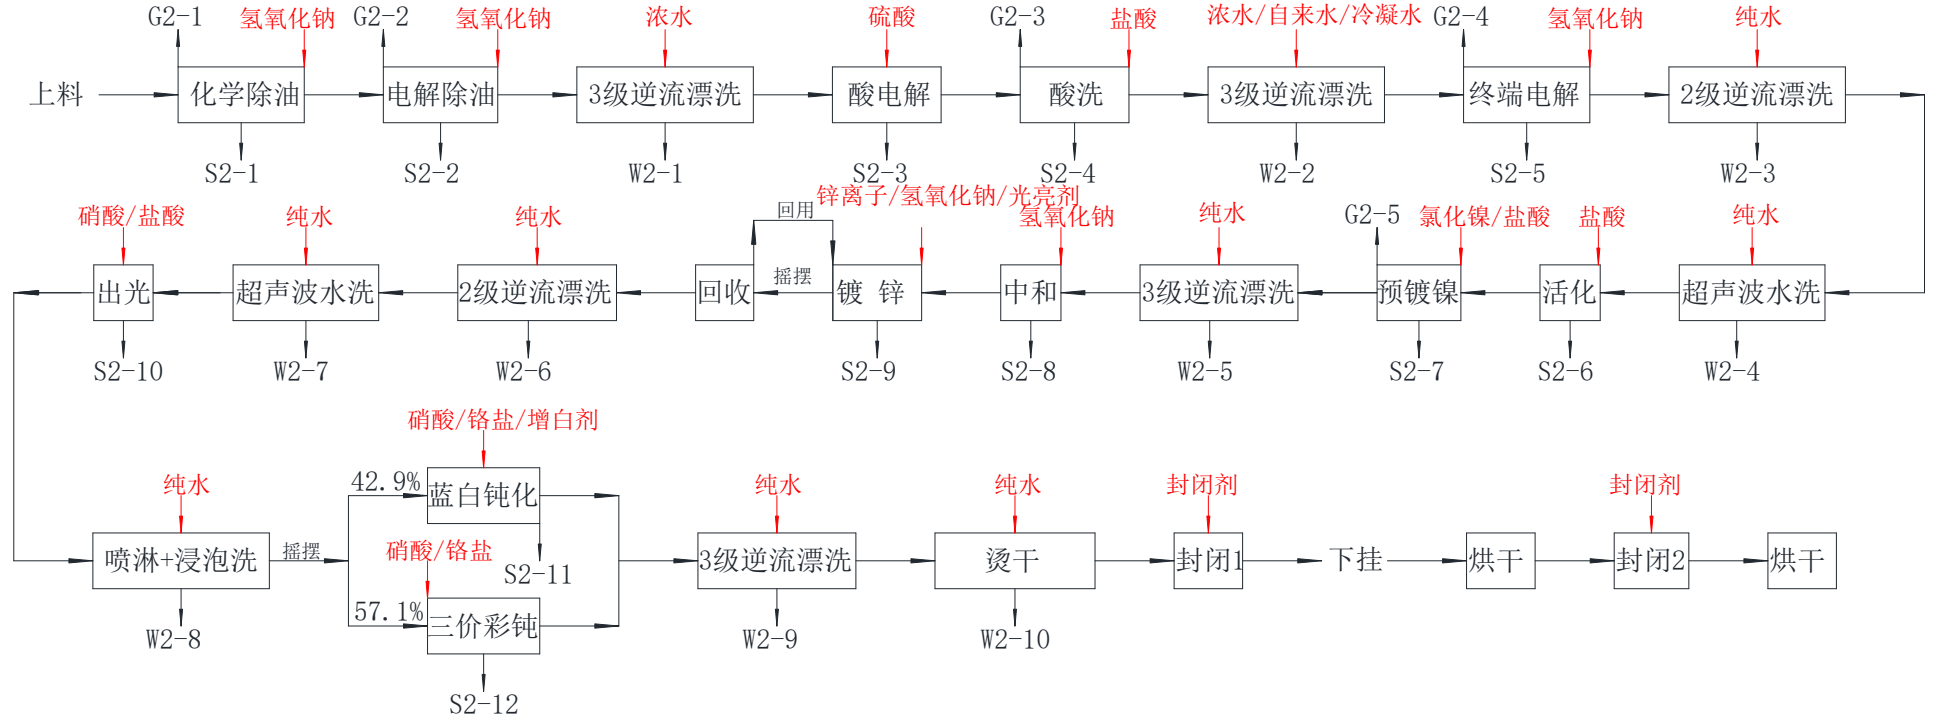 G2-1 氢氧化钠 G2-2 氢氧化钠 浓水 硫酸 G2-3 盐酸 浓水/自来水/冷凝水 G2-4 氢氧化钠 纯水
上料 化学除油 电解除油 3级逆流漂洗 酸电解 酸洗 3级逆流漂洗 终端电解 2级逆流漂洗
S2-1 S2-2 W2-1 S2-3 S2-4 W2-2 S2-5 W2-3
锌离子/氢氧化钠/光亮剂
硝酸/盐酸 纯水 纯水 回用 氢氧化钠 纯水 G2-5 氯化镍/盐酸 盐酸 纯水
摇摆
出光 超声波水洗 2级逆流漂洗 回收 镀 锌 中和 3级逆流漂洗 预镀镍 活化 超声波水洗
S2-10 W2-7 W2-6 S2-9 S2-8 W2-5 S2-7 S2-6 W2-4
硝酸/铬盐/增白剂
纯水 42.9% 蓝白钝化 纯水 纯水 封闭剂 封闭剂
摇摆 硝酸/铬盐
喷淋+浸泡洗 S2-11 3级逆流漂洗 烫干 封闭1 下挂 烘干 封闭2 烘干
57.1% 三价彩钝
W2-8 W2-9 W2-10
S2-12